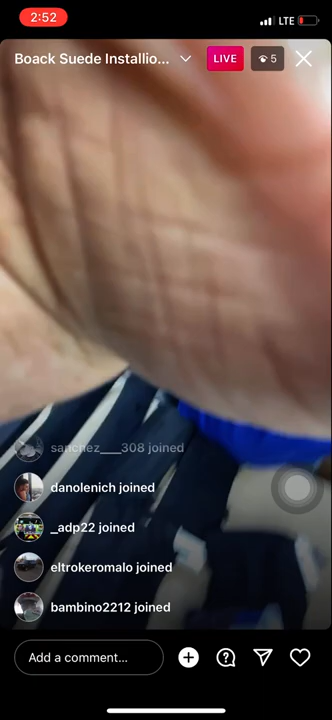 2:52
LTE
Boack Suede Installio...
LIVE
5
sanchez___308 joined
danolenich joined
_adp22 joined
eltrokeromalo joined
bambino2212 joined
Add a comment...